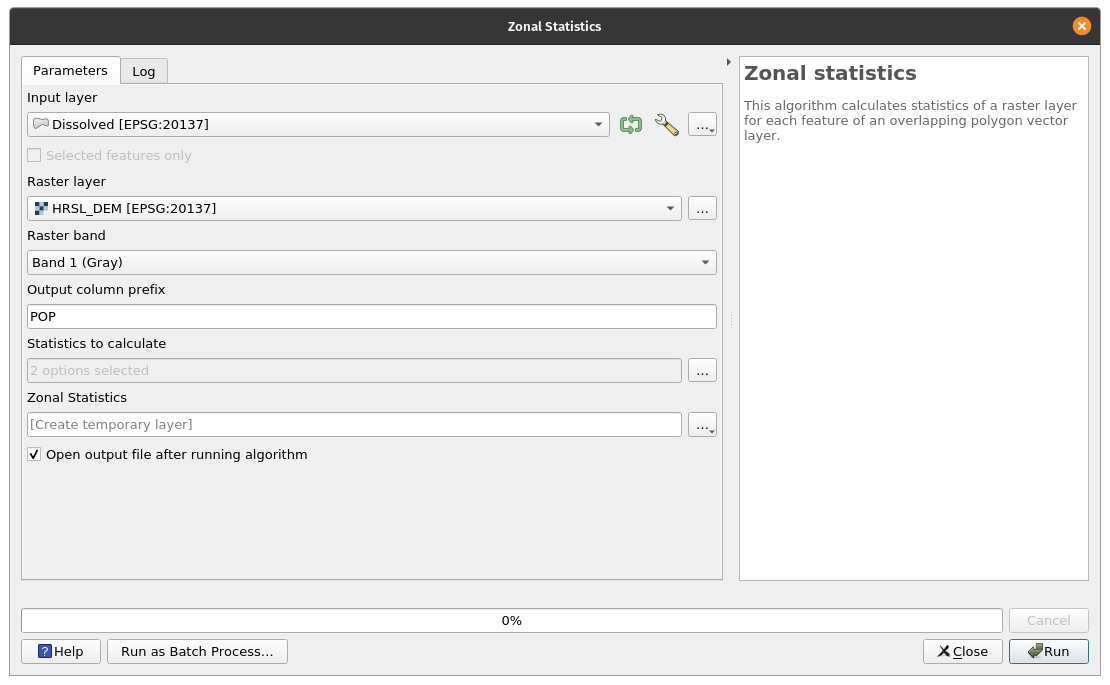 Zonal Statistics
Parameters
Log
Input layer
Dissolved [EPSG:20137]
...
Selected features only
Raster layer
HRSL_DEM [EPSG:20137]
...
Raster band
Band 1 (Gray)
Output column prefix
POP
Statistics to calculate
2 options selected
...
Zonal Statistics
[Create temporary layer]
...
Open output file after running algorithm
Zonal statistics
This algorithm calculates statistics of a raster layer
for each feature of an overlapping polygon vector
layer.
0%
Cancel
? Help
Run as Batch Process...
Close
Run